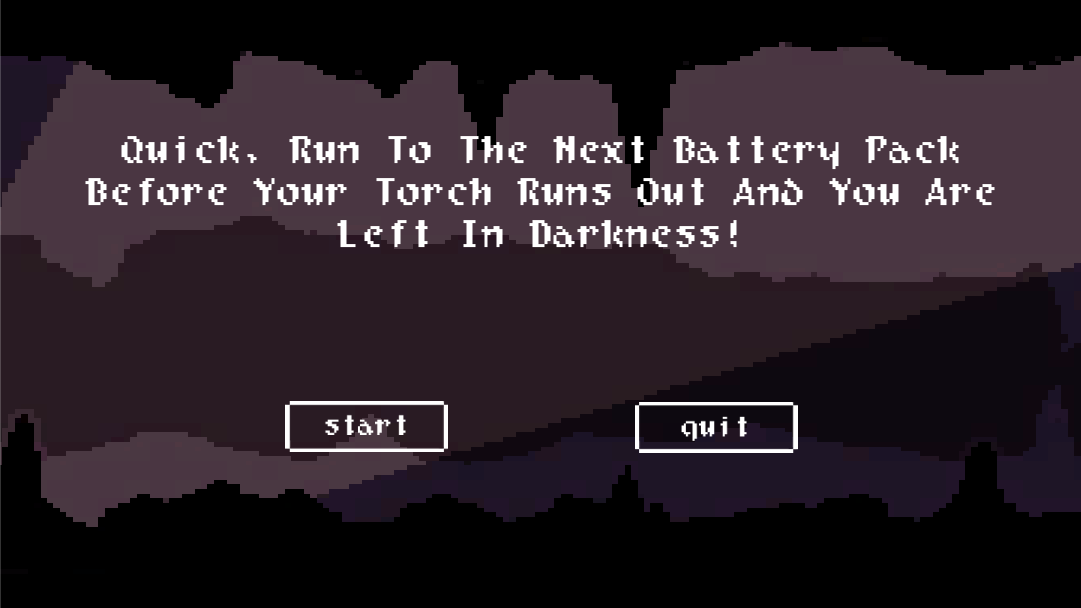 Quick, Run To The Next Battery Pack
Before Your Torch Runs Out And You Are
Left In Darkness!
start
quit